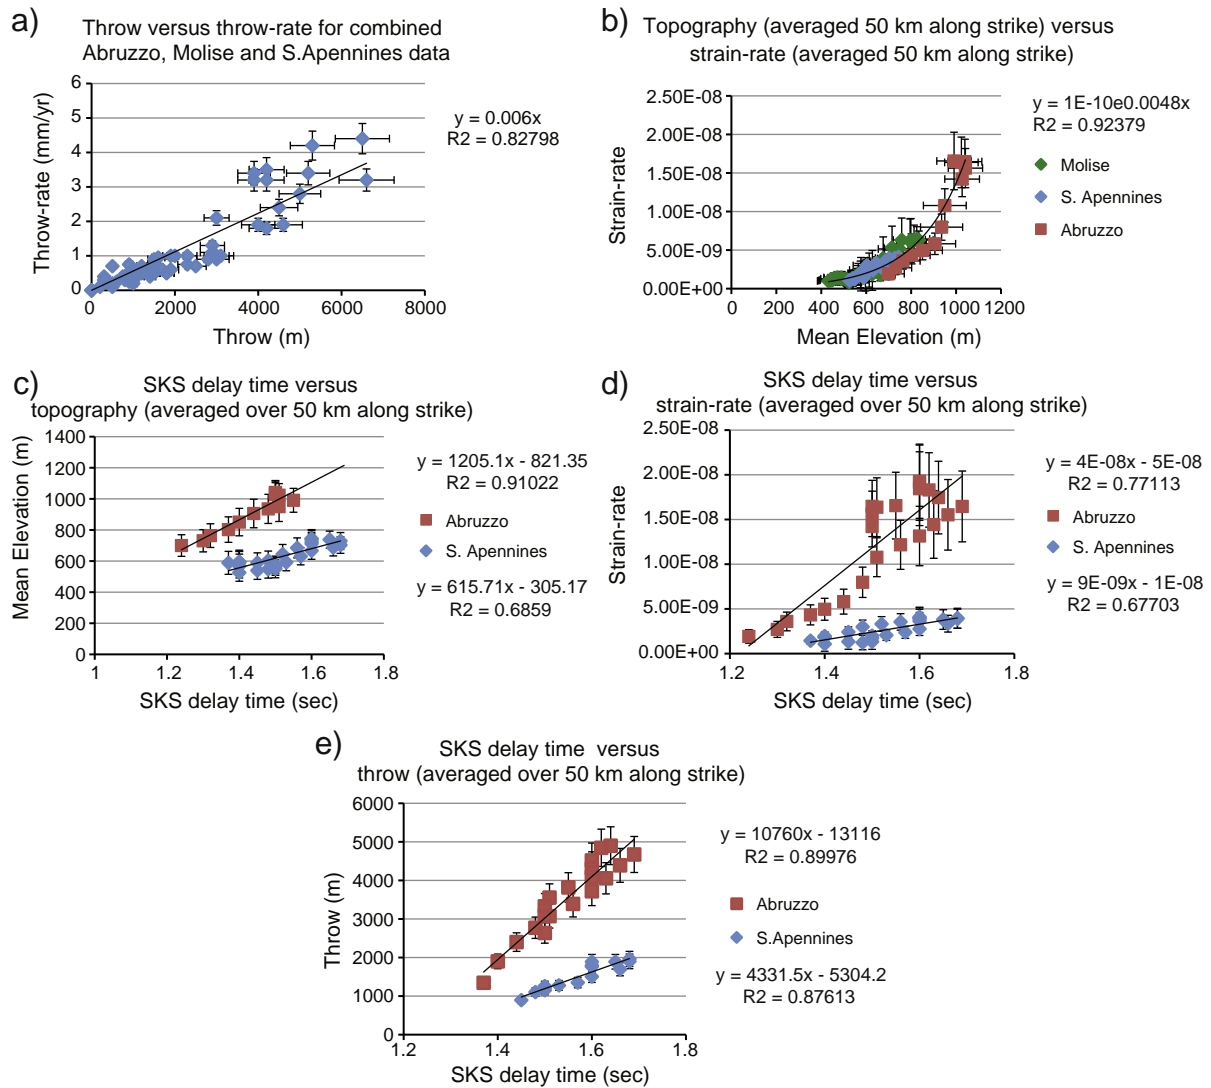 a)
Throw versus throw-rate for combined
Abruzzo, Molise and S.Apennines data
Throw-rate (mm/yr)
6
5
4
3
2
1
0
0 2000 4000 6000 8000
Throw (m)
y = 0.006x
R2 = 0.82798
b)
Topography (averaged 50 km along strike) versus
strain-rate (averaged 50 km along strike)
Strain-rate
2.50E-08
2.00E-08
1.50E-08
1.00E-08
5.00E-09
0.00E+00
0 200 400 600 800 1000 1200
Mean Elevation (m)
y = 1E-10e0.0048x
R2 = 0.92379
Molise
S. Apennines
Abruzzo
c)
SKS delay time versus
topography (averaged over 50 km along strike)
Mean Elevation (m)
1400
1200
1000
800
600
400
200
0
1 1.2 1.4 1.6 1.8
SKS delay time (sec)
y = 1205.1x - 821.35
R2 = 0.91022
Abruzzo
S. Apennines
y = 615.71x - 305.17
R2 = 0.6859
d)
SKS delay time versus
strain-rate (averaged over 50 km along strike)
Strain-rate
2.50E-08
2.00E-08
1.50E-08
1.00E-08
5.00E-09
0.00E+00
1.2 1.4 1.6 1.8
SKS delay time (sec)
y = 4E-08x - 5E-08
R2 = 0.77113
Abruzzo
S. Apennines
y = 9E-09x - 1E-08
R2 = 0.67703
e)
SKS delay time versus
throw (averaged over 50 km along strike)
Throw (m)
6000
5000
4000
3000
2000
1000
0
1.2 1.4 1.6 1.8
SKS delay time (sec)
y = 10760x - 13116
R2 = 0.89976
Abruzzo
S.Apennines
y = 4331.5x - 5304.2
R2 = 0.87613